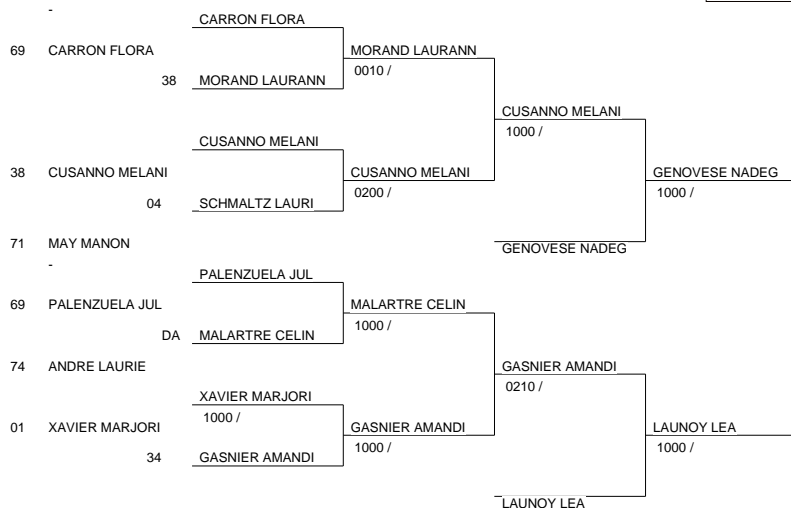 -
CARRON FLORA
69 CARRON FLORA
MORAND LAURANN
0010 /
38 MORAND LAURANN
CUSANNO MELANI
1000 /
CUSANNO MELANI
38 CUSANNO MELANI
CUSANNO MELANI
0200 /
GENOVESE NADEG
1000 /
04 SCHMALTZ LAURI
71 MAY MANON
GENOVESE NADEG
-
PALENZUELA JUL
69 PALENZUELA JUL
MALARTRE CELIN
1000 /
DA MALARTRE CELIN
74 ANDRE LAURIE
GASNIER AMANDI
0210 /
XAVIER MARJORI
1000 /
01 XAVIER MARJORI
GASNIER AMANDI
1000 /
LAUNOY LEA
1000 /
34 GASNIER AMANDI
LAUNOY LEA